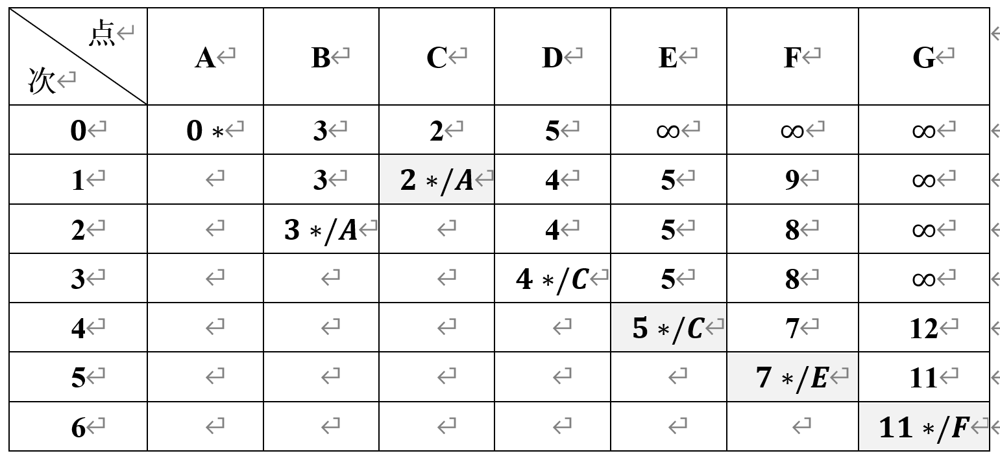 点
次 A B C D E F G
0 0 * 3 2 5 ∞ ∞ ∞
1 3 2 */A 4 5 9 ∞
2 3 */A 4 5 8 ∞
3 4 */C 5 8 ∞
4 5 */C 7 12
5 7 */E 11
6 11 */F